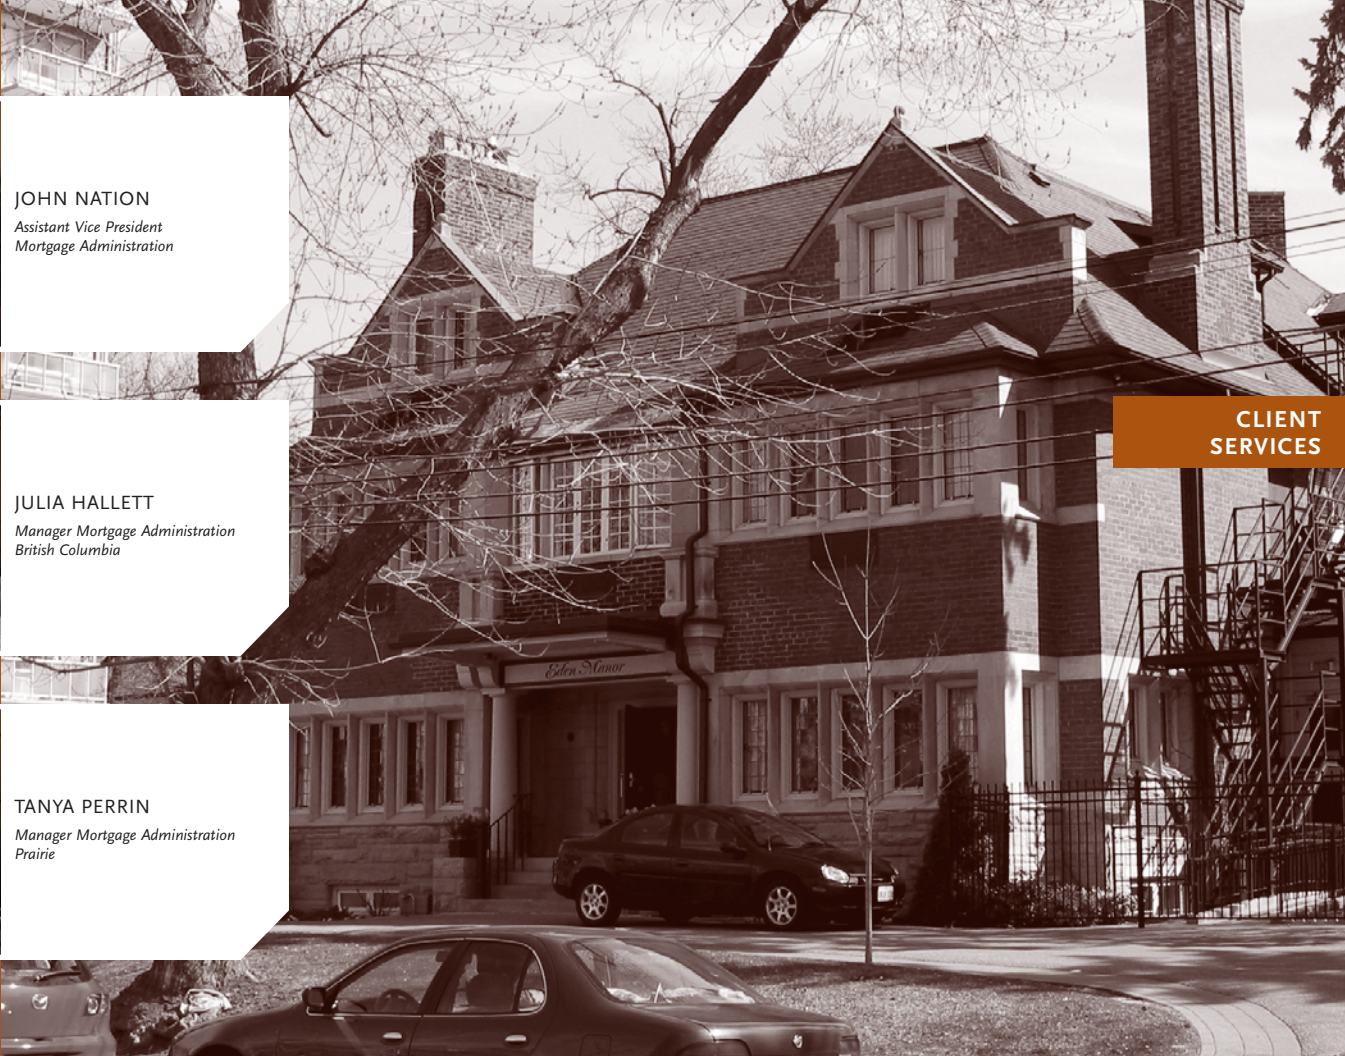 JOHN NATION
Assistant Vice President
Mortgage Administration
CLIENT
SERVICES
JULIA HALLETT
Manager Mortgage Administration
British Columbia
Eden Manor
TANYA PERRIN
Manager Mortgage Administration
Prairie